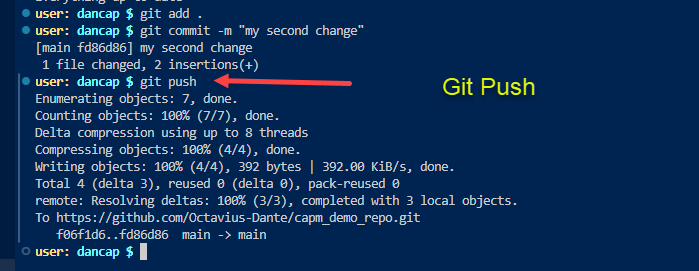 user: dancap $ git add .
user: dancap $ git commit -m "my second change"
[main fd86d86] my second change
1 file changed, 2 insertions(+)
user: dancap $ git push
Git Push
Enumerating objects: 7, done.
Counting objects: 100% (7/7), done.
Delta compression using up to 8 threads
Compressing objects: 100% (4/4), done.
Writing objects: 100% (4/4), 392 bytes | 392.00 KiB/s, done.
Total 4 (delta 3), reused 0 (delta 0), pack-reused 0
remote: Resolving deltas: 100% (3/3), completed with 3 local objects.
To https://github.com/Octavius-Dante/capm_demo_repo.git
f06f1d6..fd86d86  main -> main
user: dancap $